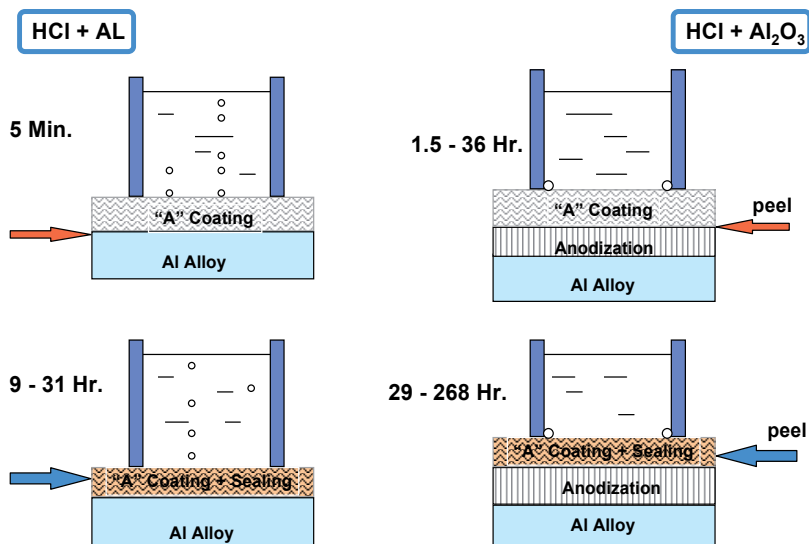 HCl + AL
HCl + Al₂O₃
5 Min.
"A" Coating
Al Alloy
1.5 - 36 Hr.
"A" Coating
peel
Anodization
Al Alloy
9 - 31 Hr.
"A" Coating + Sealing
Al Alloy
29 - 268 Hr.
"A" Coating + Sealing
peel
Anodization
Al Alloy